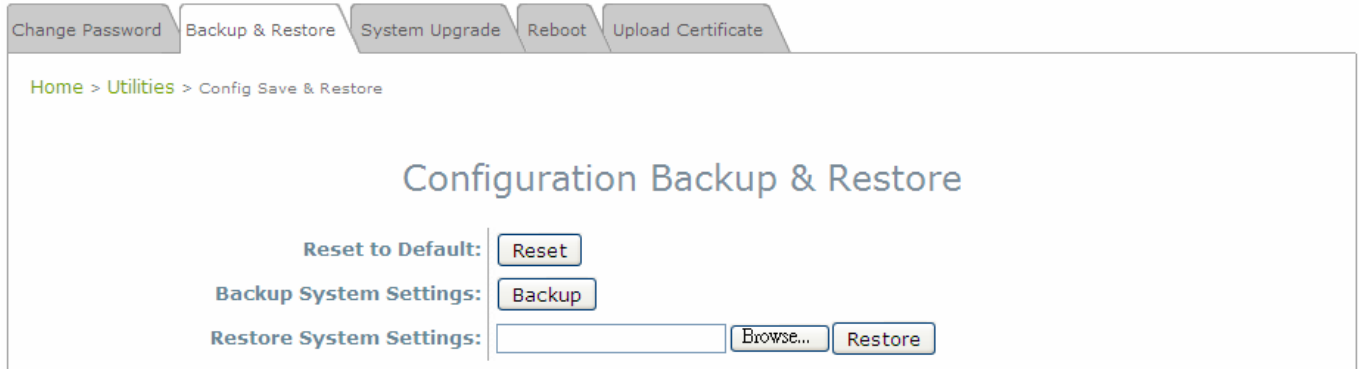 Change Password Backup & Restore System Upgrade Reboot Upload Certificate
Home > Utilities > Config Save & Restore
Configuration Backup & Restore
Reset to Default: Reset
Backup System Settings: Backup
Restore System Settings: Browse... Restore